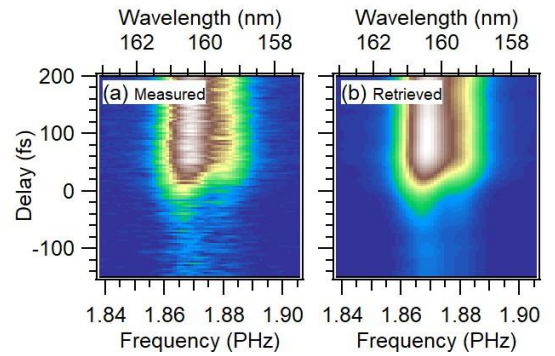 Wavelength (nm) Wavelength (nm)
162 160 158 162 160 158
200
100
0
-100
Delay (fs)
(a) Measured (b) Retrieved
1.84 1.86 1.88 1.90 1.84 1.86 1.88 1.90
Frequency (PHz) Frequency (PHz)